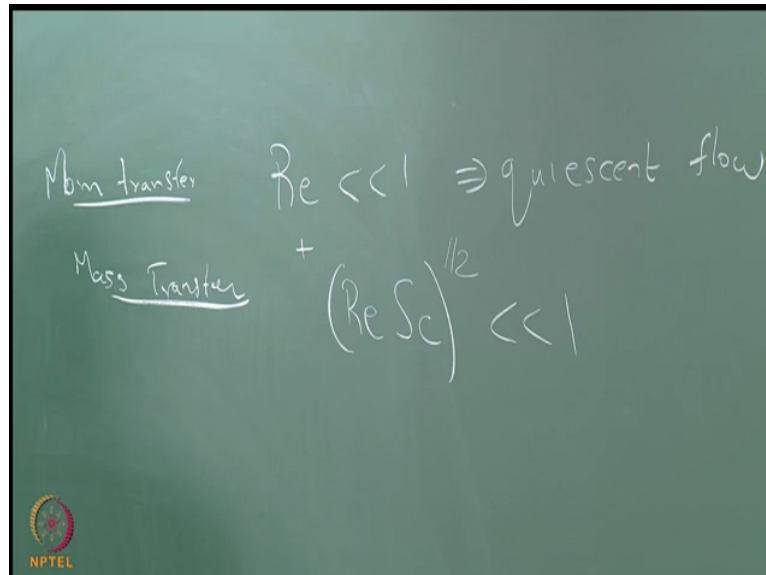 Mom transfer Re <<1 ⇒ quiescent flow
+
Mass Transfer (Re Sc)^1/2 <<1
NPTEL